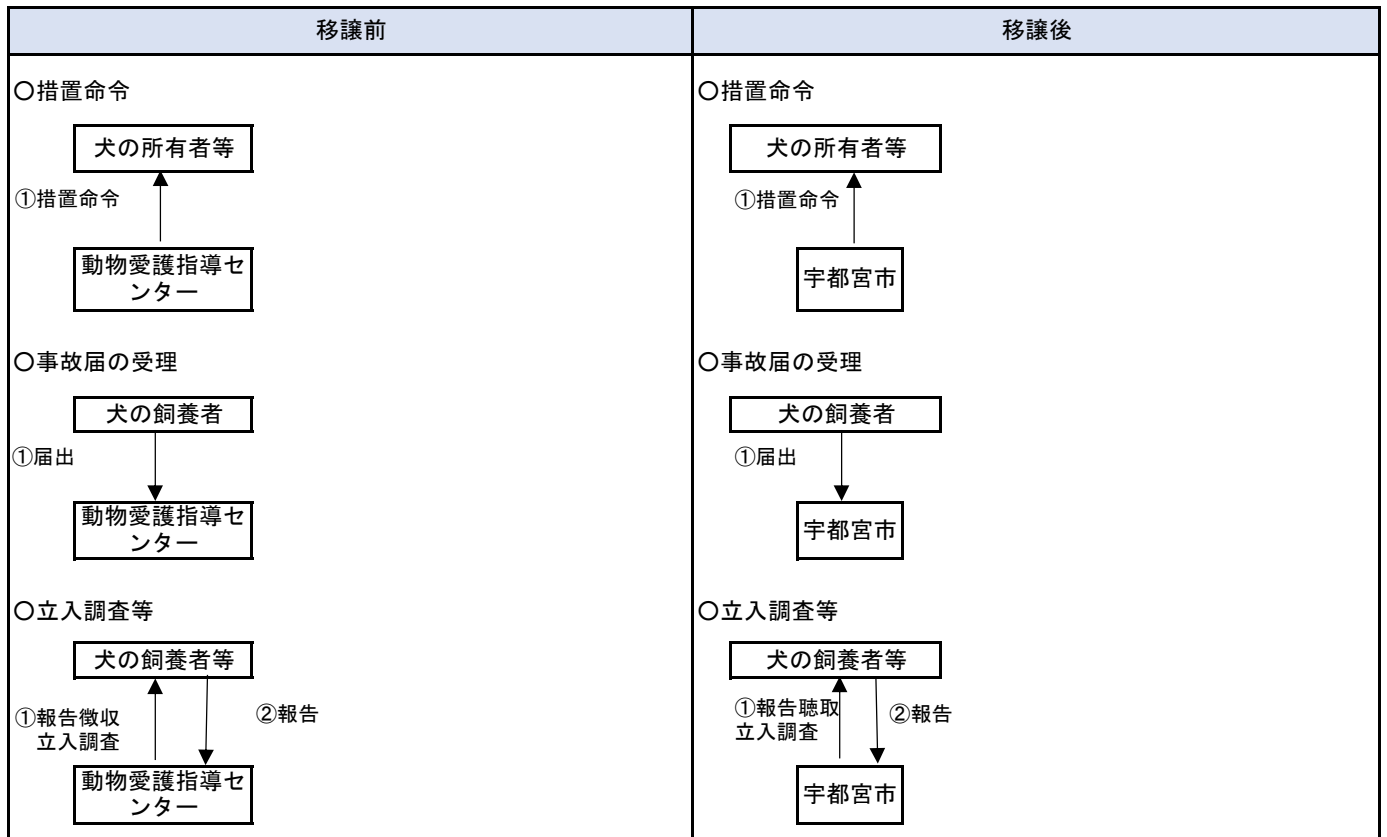 移譲前
〇措置命令
犬の所有者等
①措置命令
動物愛護指導セ
ンター
〇事故届の受理
犬の飼養者
①届出
動物愛護指導セ
ンター
〇立入調査等
犬の飼養者等
①報告徴収
立入調査
②報告
動物愛護指導セ
ンター
移譲後
〇措置命令
犬の所有者等
①措置命令
宇都宮市
〇事故届の受理
犬の飼養者
①届出
宇都宮市
〇立入調査等
犬の飼養者等
①報告聴取
立入調査
②報告
宇都宮市